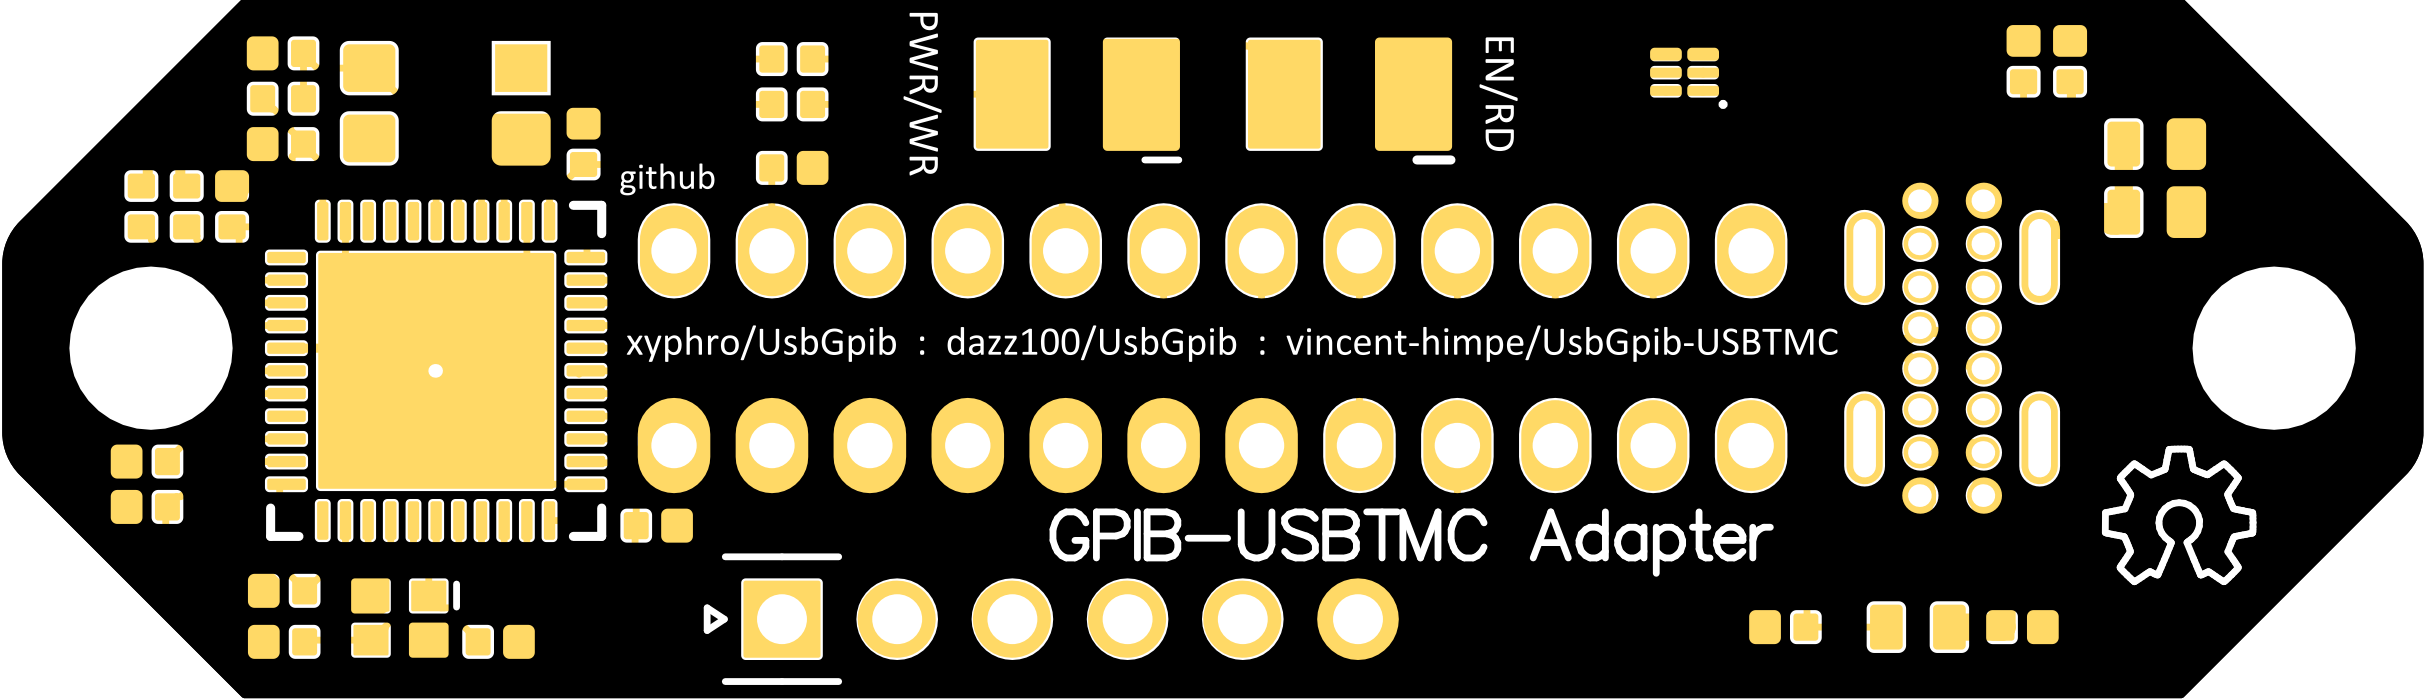 PWR/WR
EN/RD
github
xyphro/UsbGpib : dazz100/UsbGpib : vincent-himpe/UsbGpib-USBTMC
GPIB-USBTMC Adapter